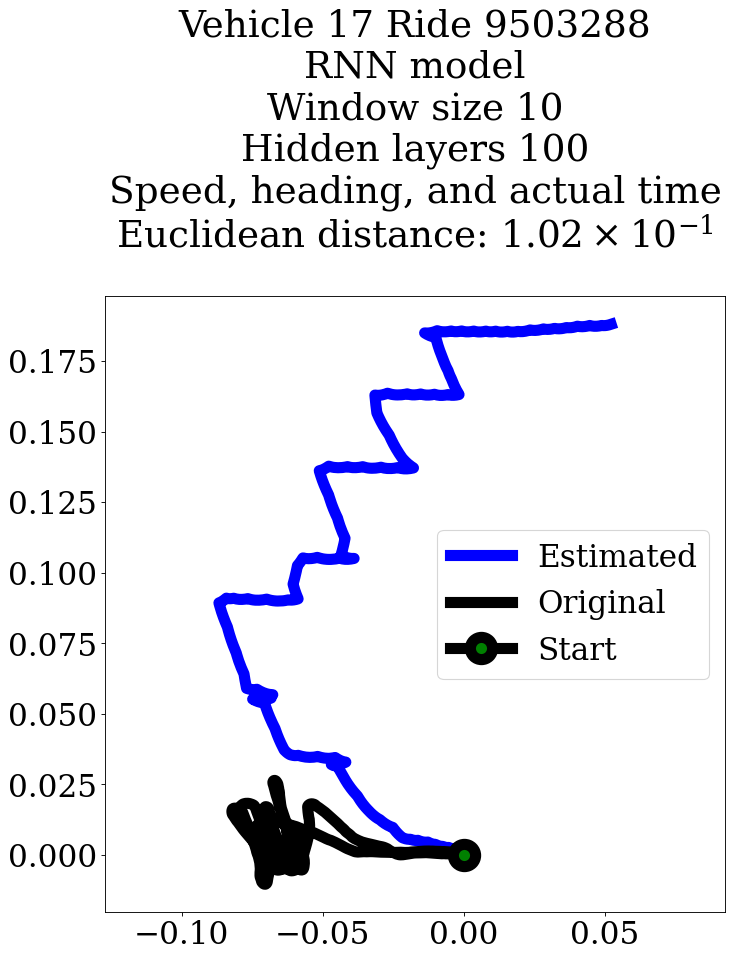 Vehicle 17 Ride 9503288
RNN model
Window size 10
Hidden layers 100
Speed, heading, and actual time
Euclidean distance: 1.02 × 10⁻¹
0.175
0.150
0.125
0.100
0.075
0.050
0.025
0.000
Estimated
Original
Start
−0.10 −0.05 0.00 0.05